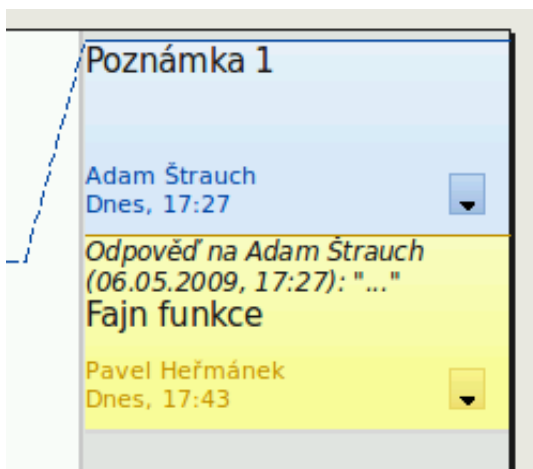 Poznámka 1
Adam Štrauch
Dnes, 17:27
Odpověď na Adam Štrauch
(06.05.2009, 17:27): "..."
Fajn funkce
Pavel Heřmánek
Dnes, 17:43